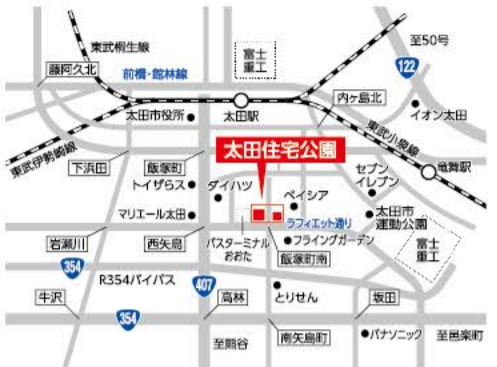 東武桐生線
富士
重工
至50号
藤阿久北
前橋・館林線
122
太田市役所
太田駅
内ヶ島北
イオン太田
東武小泉線
東武伊勢崎線
下浜田
飯塚町
太田住宅公園
竜舞駅
トイザらス
ダイハツ
ベイシア
セブン
イレブン
マリエール太田
ラフィエット通り
太田市
運動公園
岩瀬川
西矢島
バスターミナル
おおた
フライングガーデン
飯塚町南
富士
重工
354
R354バイパス
407
牛沢
354
高林
とりせん
坂田
至熊谷
南矢島町
パナソニック
至邑楽町